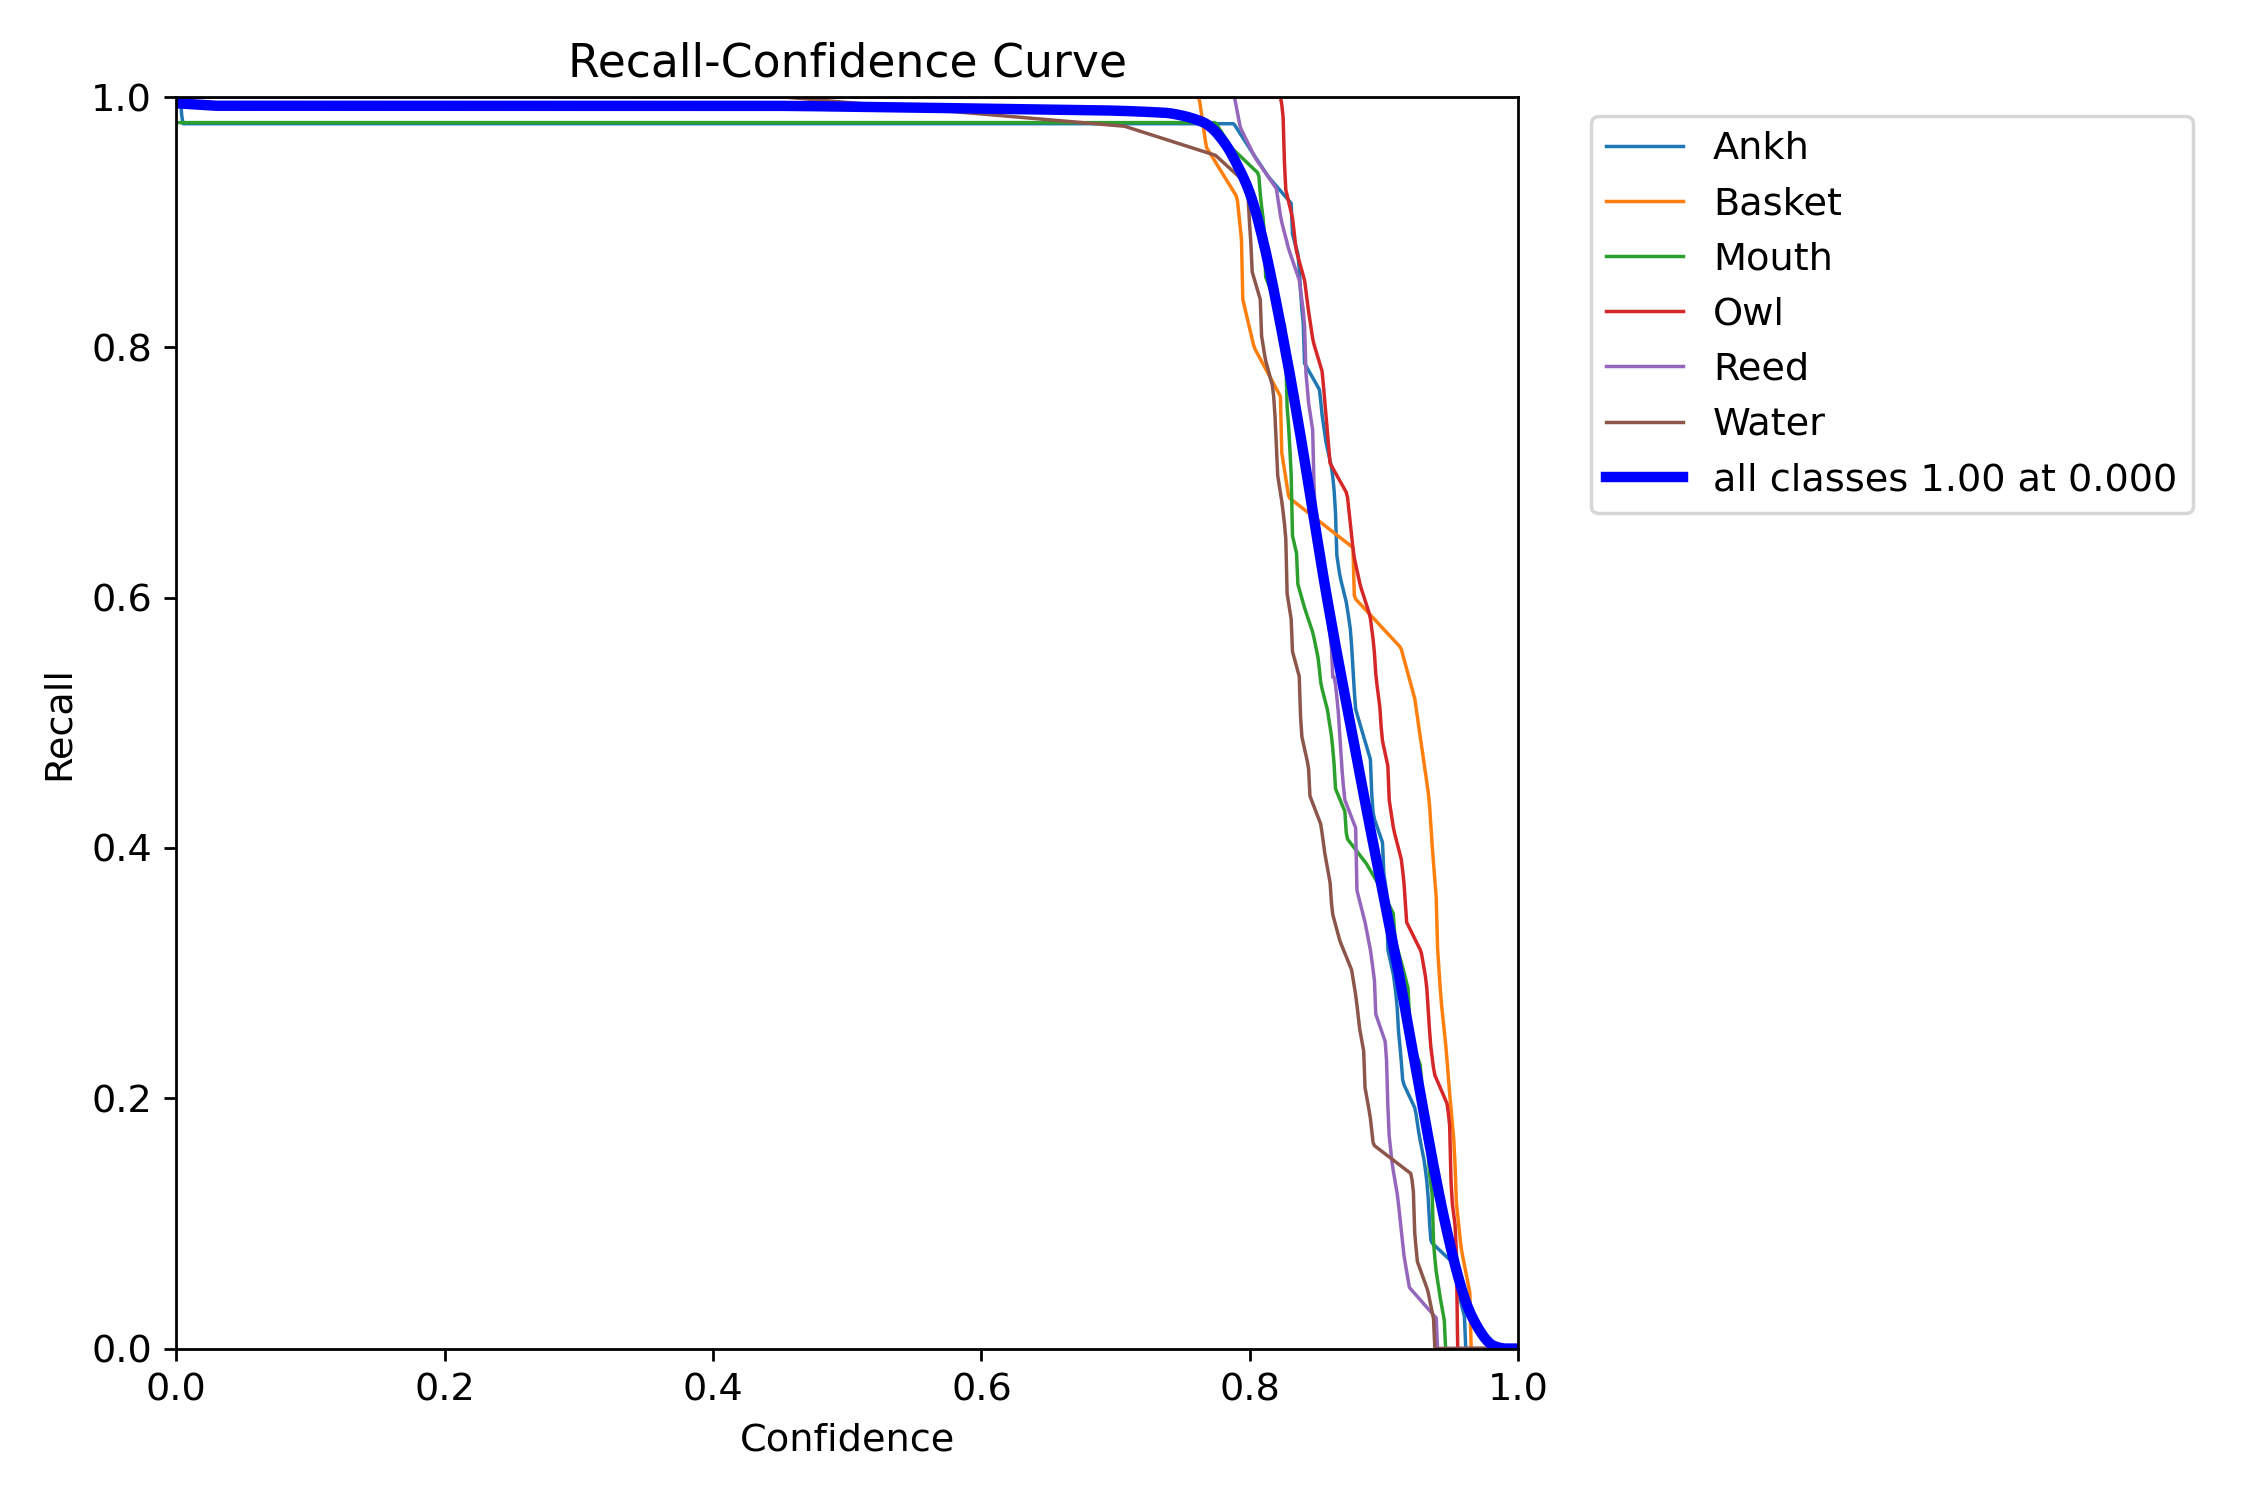 Recall-Confidence Curve
1.0
0.8
0.6
0.4
0.2
0.0
Recall
0.0 0.2 0.4 0.6 0.8 1.0
Confidence
Ankh
Basket
Mouth
Owl
Reed
Water
all classes 1.00 at 0.000